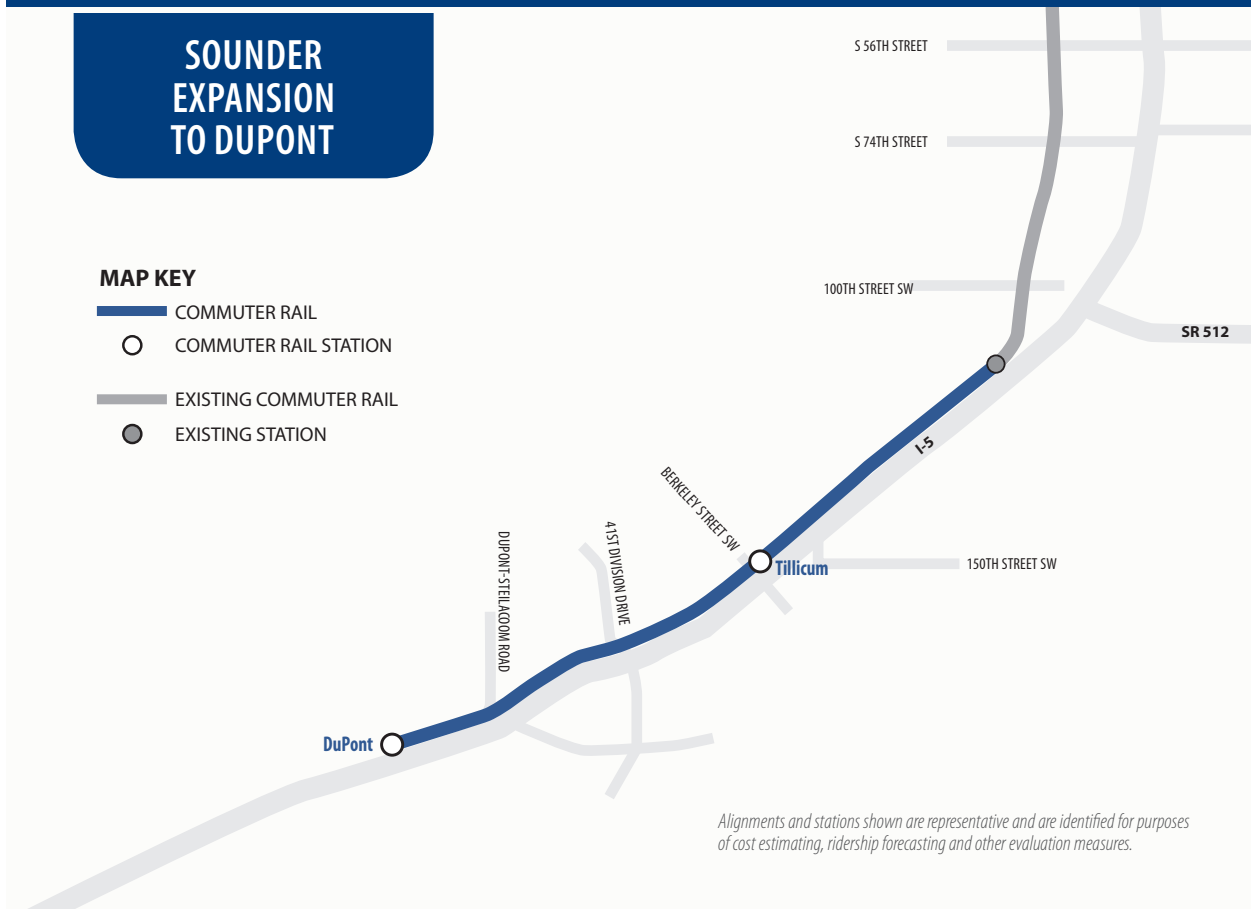 SOUNDER
EXPANSION
TO DUPONT
S 56TH STREET
S 74TH STREET
MAP KEY
COMMUTER RAIL
COMMUTER RAIL STATION
EXISTING COMMUTER RAIL
EXISTING STATION
100TH STREET SW
SR 512
I-5
BERKELEY STREET SW
41ST DIVISION DRIVE
DUPONT-STEILACOOM ROAD
Tillicum
150TH STREET SW
DuPont
Alignments and stations shown are representative and are identified for purposes
of cost estimating, ridership forecasting and other evaluation measures.